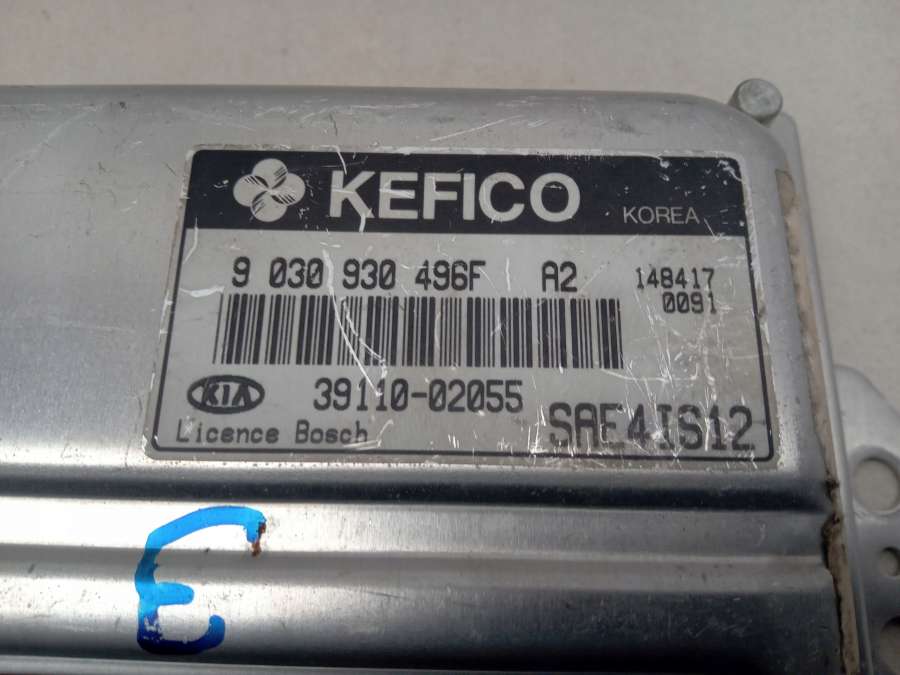 KEFICO KOREA
9 030 930 496F A2 148417
0091
KIA 39110-02055 SAE4IS12
Licence Bosch
E